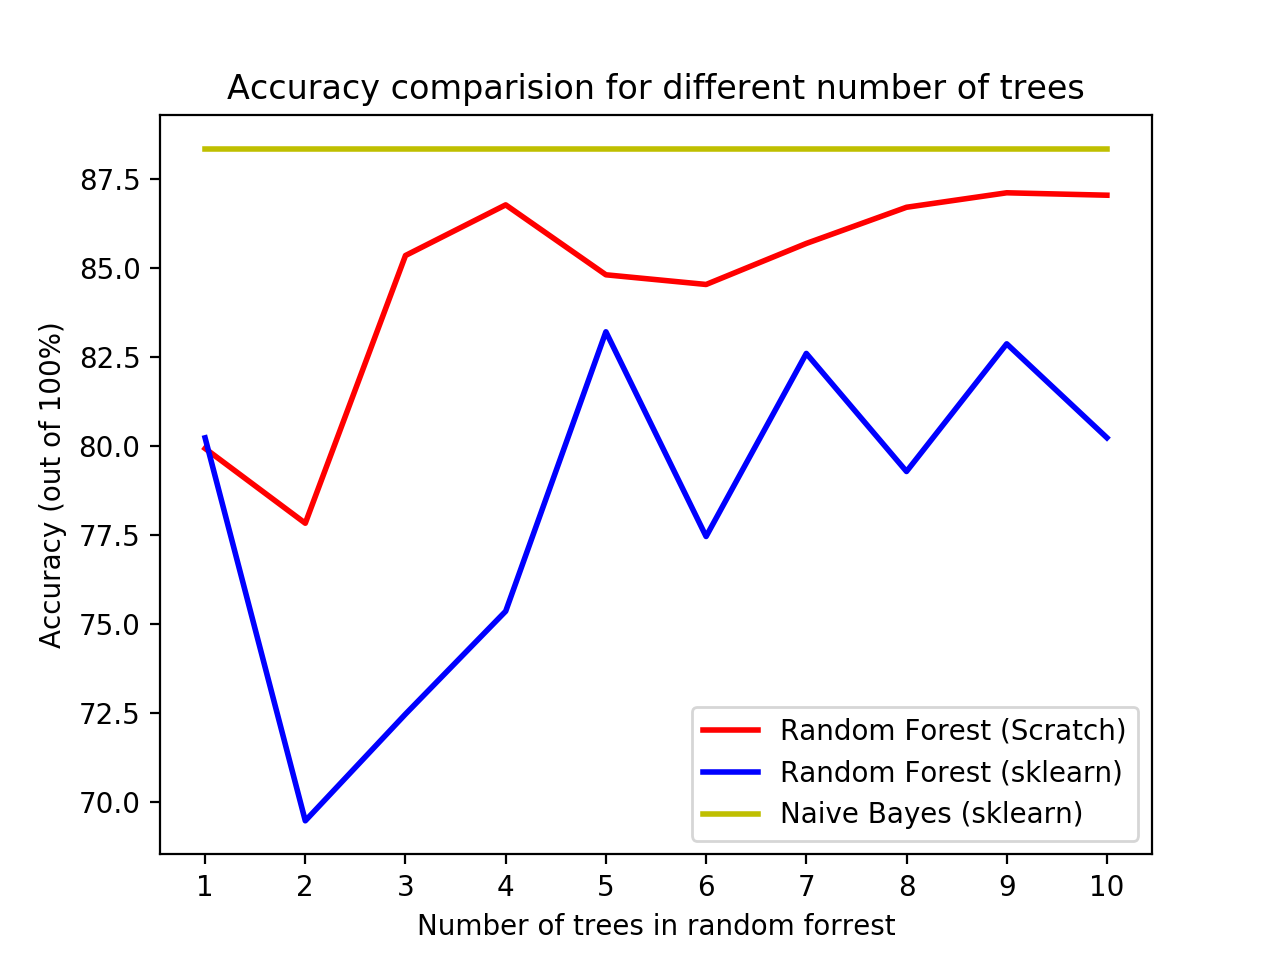 Accuracy comparision for different number of trees
Accuracy (out of 100%)
87.5
85.0
82.5
80.0
77.5
75.0
72.5
70.0
Random Forest (Scratch)
Random Forest (sklearn)
Naive Bayes (sklearn)
1 2 3 4 5 6 7 8 9 10
Number of trees in random forrest